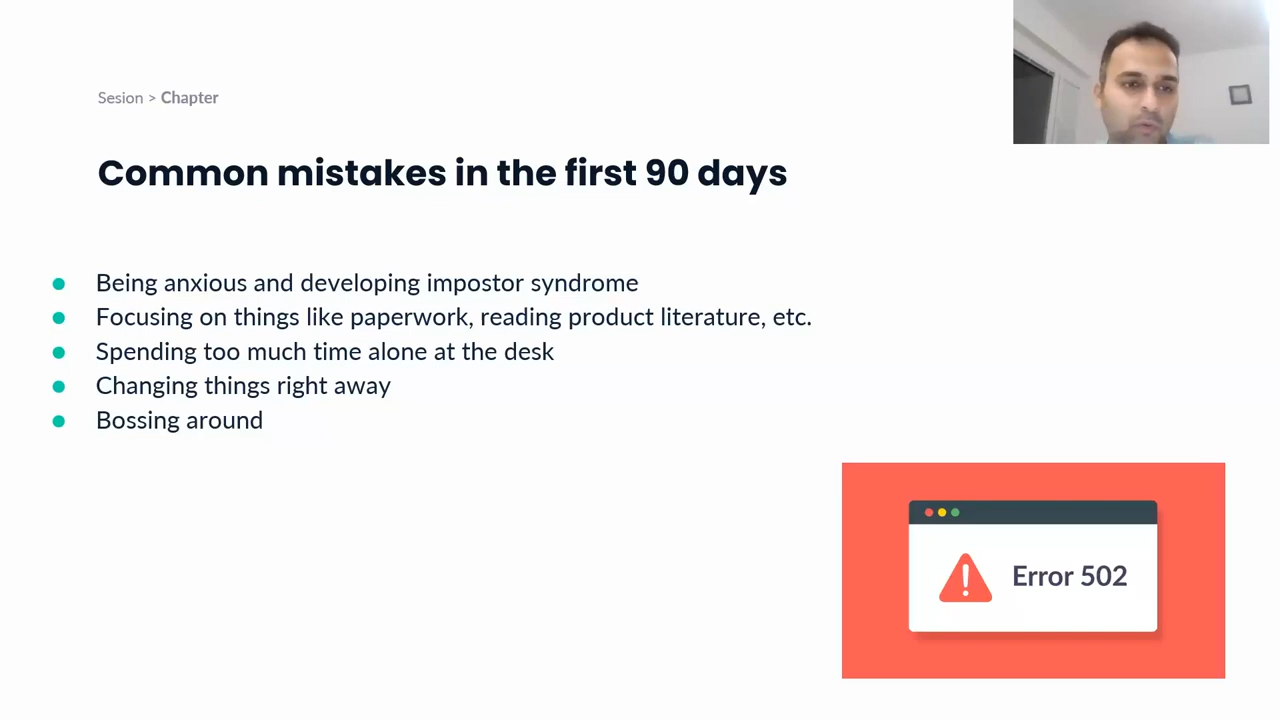 Sesion > Chapter
Common mistakes in the first 90 days
Being anxious and developing impostor syndrome
Focusing on things like paperwork, reading product literature, etc.
Spending too much time alone at the desk
Changing things right away
Bossing around
Error 502